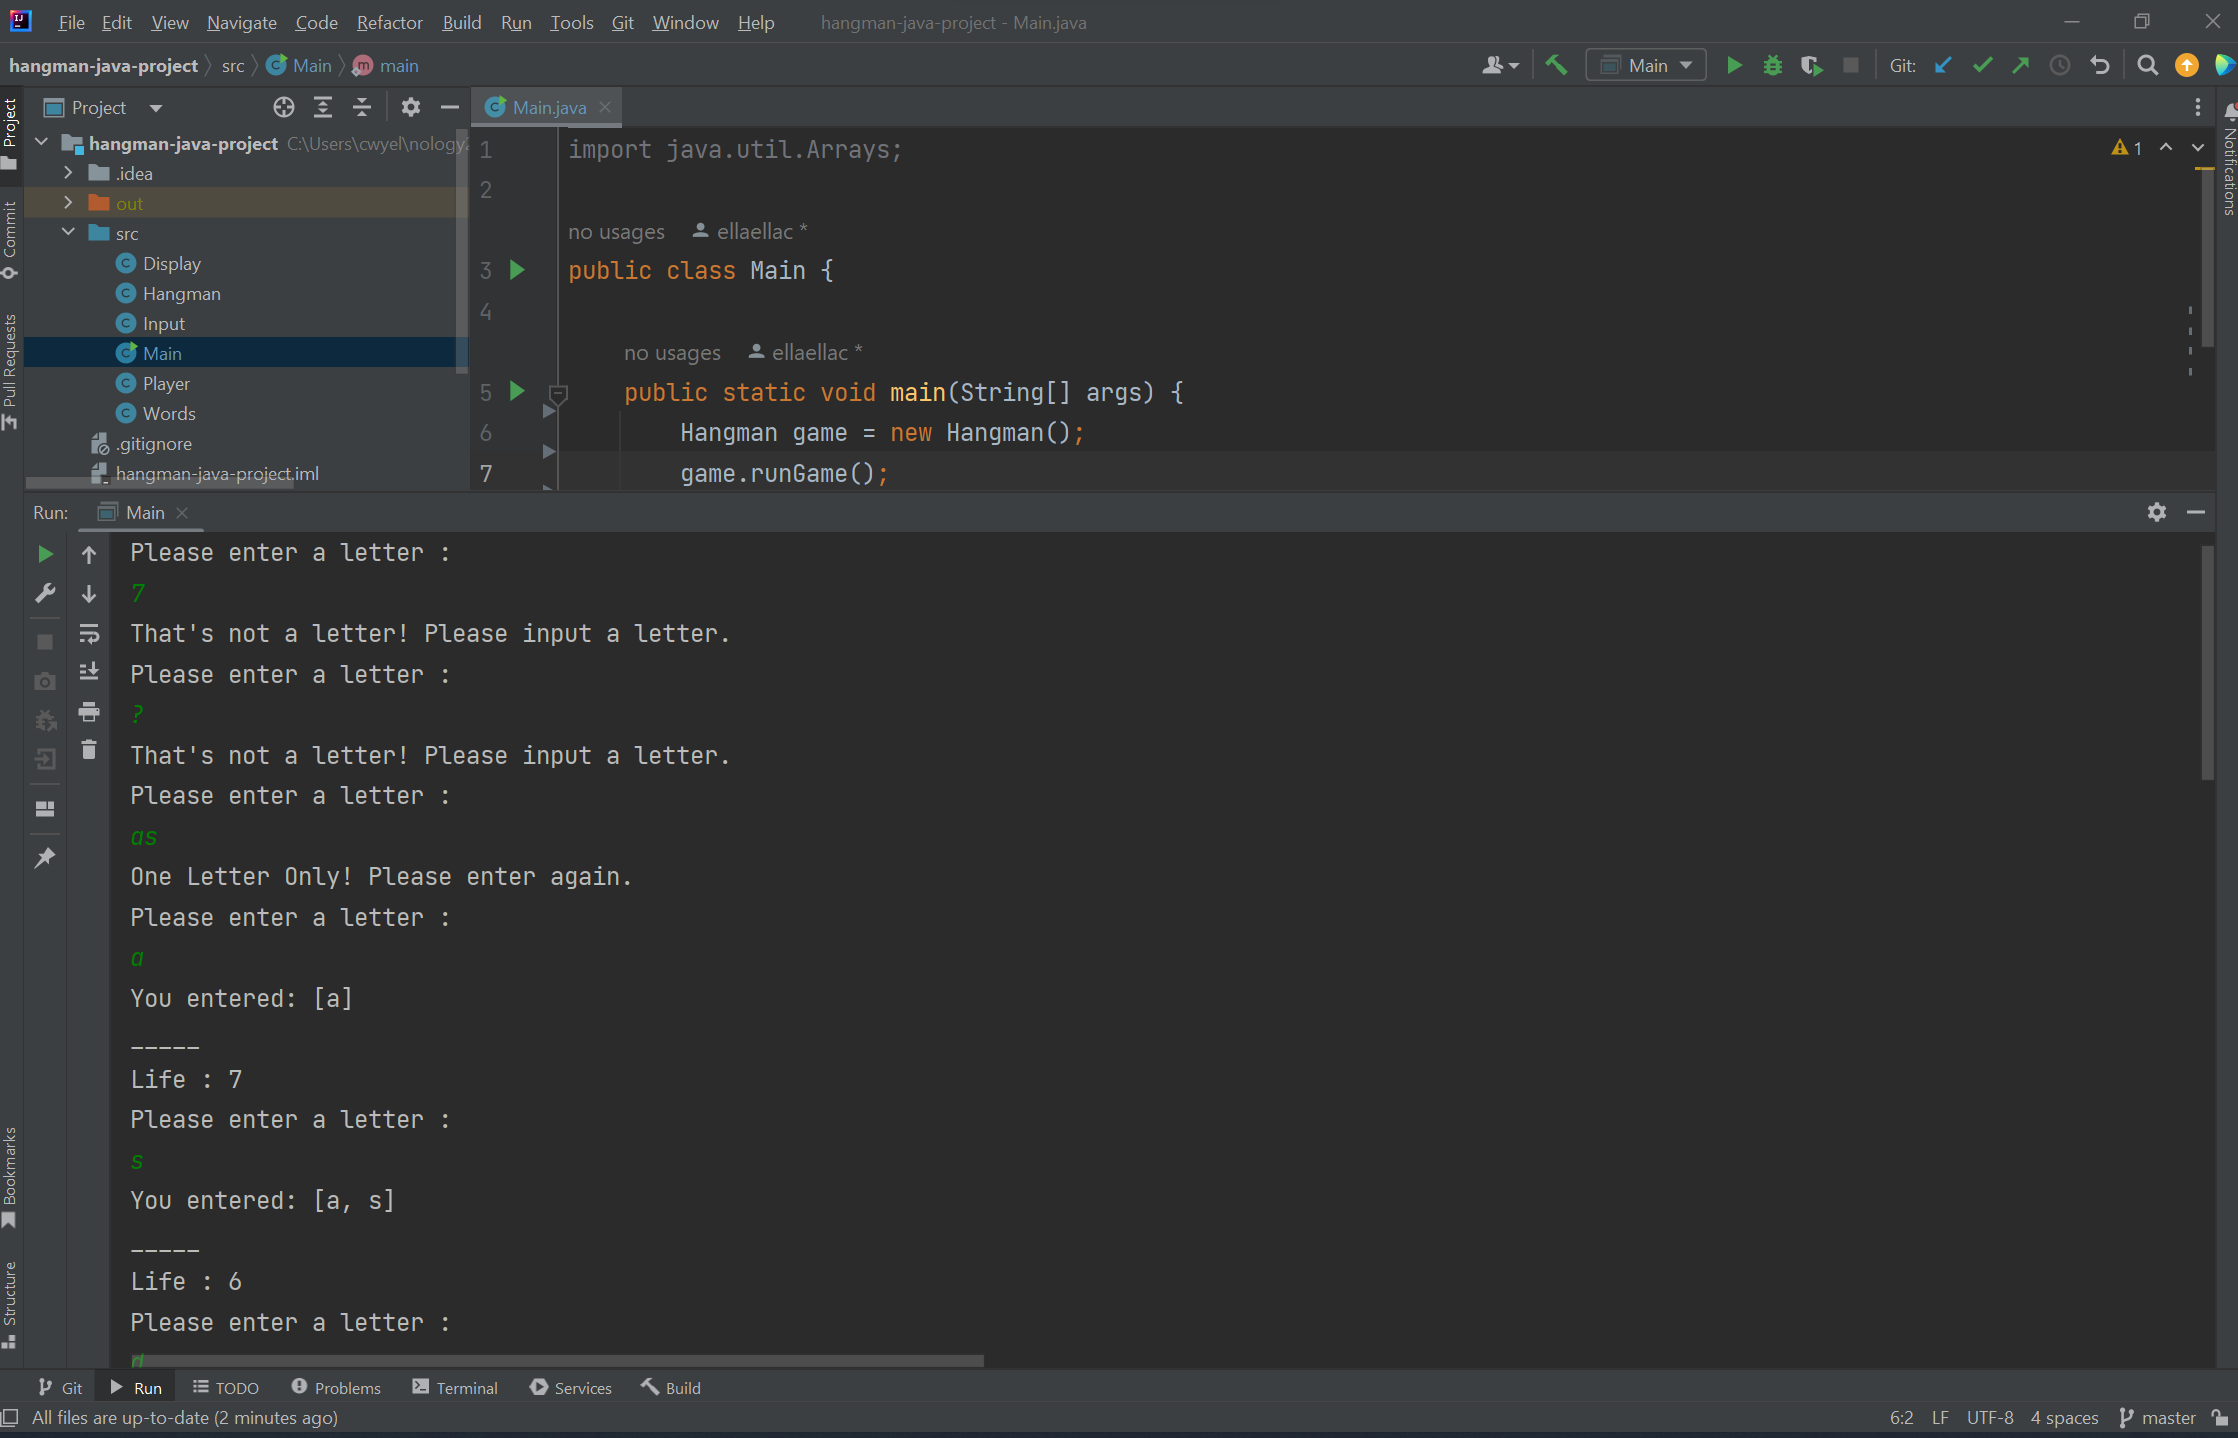 File Edit View Navigate Code Refactor Build Run Tools Git Window Help hangman-java-project - Main.java
hangman-java-project src Main main Main Git:
Project
Project
Main.java
hangman-java-project C:\Users\cwyel\nology
.idea
out
src
Display
Hangman
Input
Main
Player
Words
.gitignore
hangman-java-project.iml
Commit
Pull Requests
Notifications
1
1 import java.util.Arrays;
2
no usages ellaellac *
3 public class Main {
4
no usages ellaellac *
5 public static void main(String[] args) {
6 Hangman game = new Hangman();
7 game.runGame();
Run: Main
Please enter a letter :
7
That's not a letter! Please input a letter.
Please enter a letter :
?
That's not a letter! Please input a letter.
Please enter a letter :
as
One Letter Only! Please enter again.
Please enter a letter :
a
You entered: [a]
_____
Life : 7
Please enter a letter :
s
You entered: [a, s]
_____
Life : 6
Please enter a letter :
d
Bookmarks
Structure
Git Run TODO Problems Terminal Services Build
All files are up-to-date (2 minutes ago) 6:2 LF UTF-8 4 spaces master